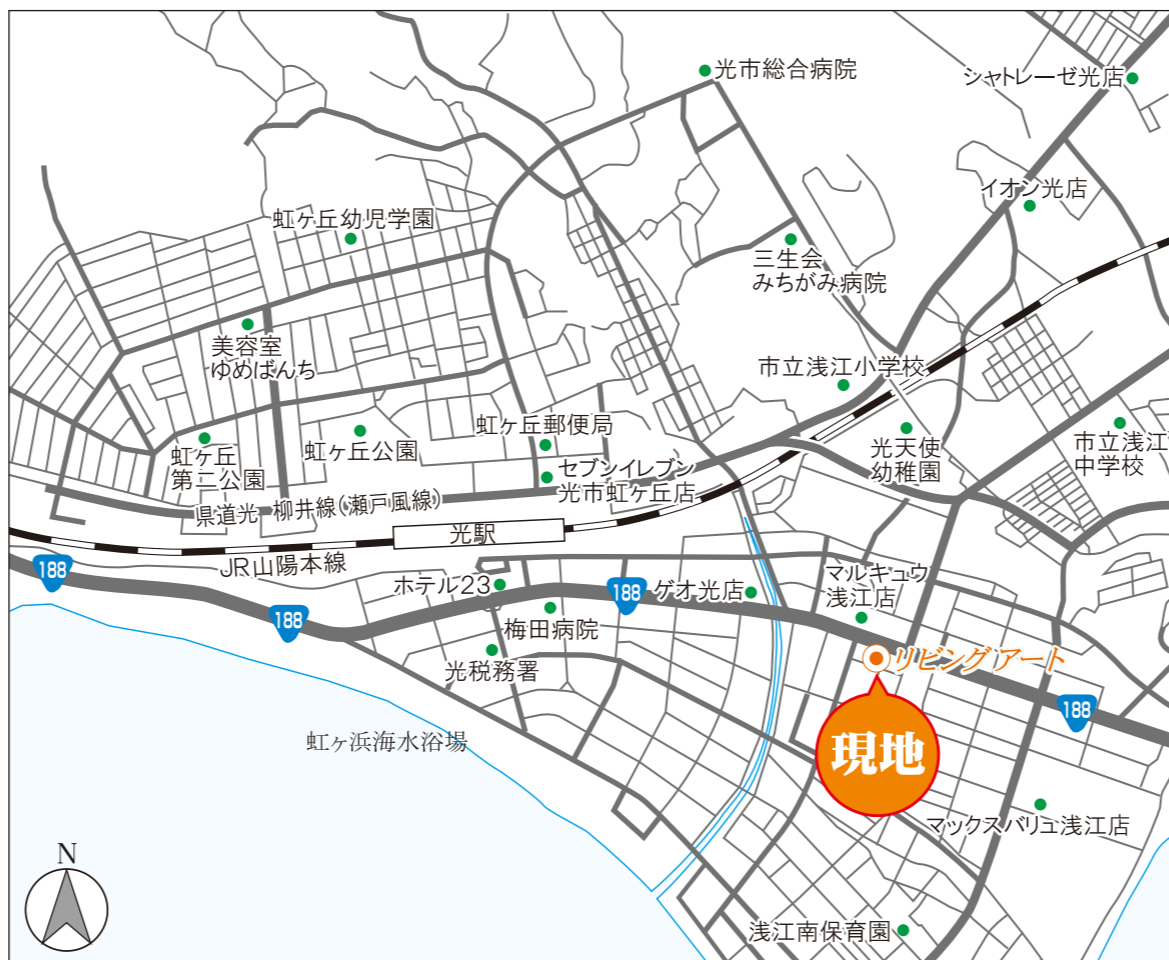 光市総合病院
シャトレーゼ光店
イオン光店
虹ヶ丘幼児学園
三生会
みちがみ病院
美容室
ゆめばんち
市立浅江小学校
虹ヶ丘郵便局
虹ヶ丘公園
虹ヶ丘
第二公園
光天使
幼稚園
市立浅江
中学校
セブンイレブン
光市虹ヶ丘店
県道光−柳井線(瀬戸風線)
光駅
JR山陽本線
188
188
188
ホテル23
ゲオ光店
マルキュウ
浅江店
梅田病院
光税務署
リビングアート
188
虹ヶ浜海水浴場
現地
マックスバリュ浅江店
N
浅江南保育園